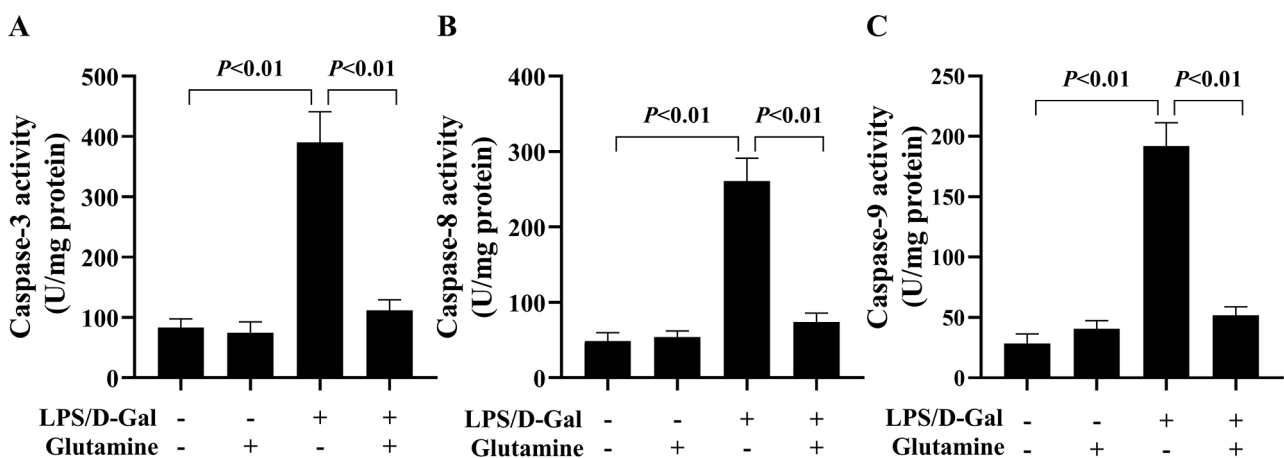 A
Caspase-3 activity
(U/mg protein)
500
400
300
200
100
0
P<0.01
P<0.01
LPS/D-Gal - - + +
Glutamine - + - +
B
Caspase-8 activity
(U/mg protein)
400
300
200
100
0
P<0.01
P<0.01
LPS/D-Gal - - + +
Glutamine - + - +
C
Caspase-9 activity
(U/mg protein)
250
200
150
100
50
0
P<0.01
P<0.01
LPS/D-Gal - - + +
Glutamine - + - +